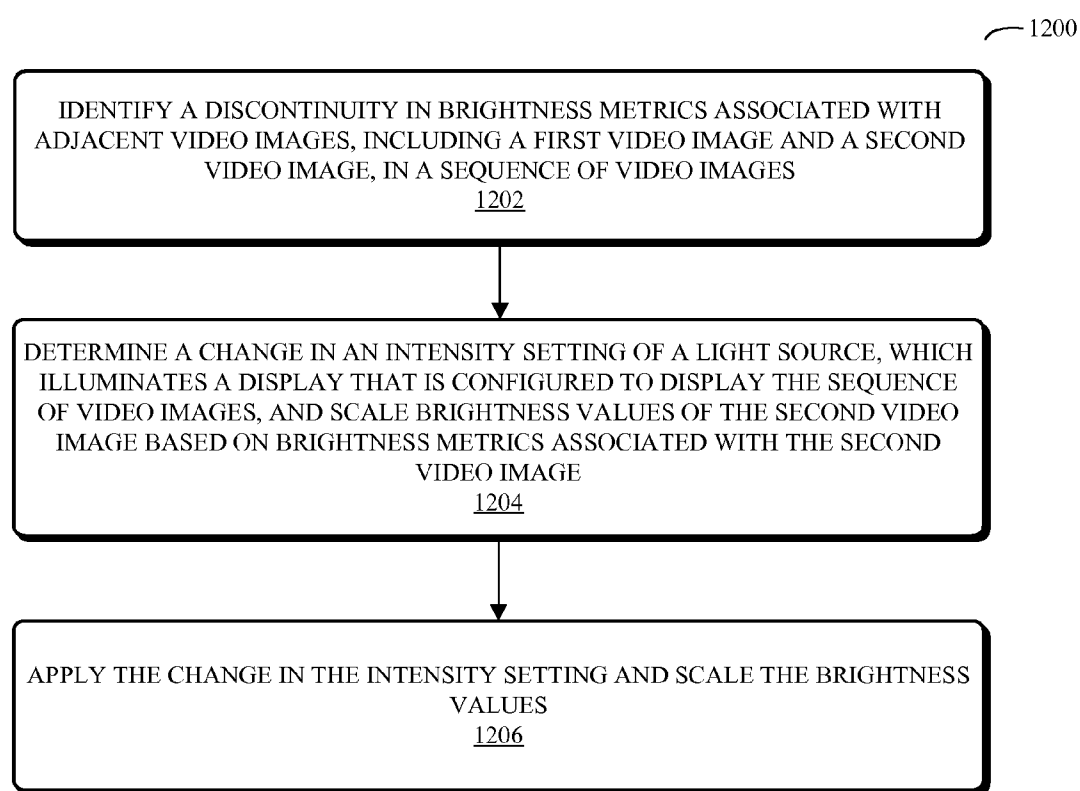 1200
IDENTIFY A DISCONTINUITY IN BRIGHTNESS METRICS ASSOCIATED WITH
ADJACENT VIDEO IMAGES, INCLUDING A FIRST VIDEO IMAGE AND A SECOND
VIDEO IMAGE, IN A SEQUENCE OF VIDEO IMAGES
1202
DETERMINE A CHANGE IN AN INTENSITY SETTING OF A LIGHT SOURCE, WHICH
ILLUMINATES A DISPLAY THAT IS CONFIGURED TO DISPLAY THE SEQUENCE
OF VIDEO IMAGES, AND SCALE BRIGHTNESS VALUES OF THE SECOND VIDEO
IMAGE BASED ON BRIGHTNESS METRICS ASSOCIATED WITH THE SECOND
VIDEO IMAGE
1204
APPLY THE CHANGE IN THE INTENSITY SETTING AND SCALE THE BRIGHTNESS
VALUES
1206